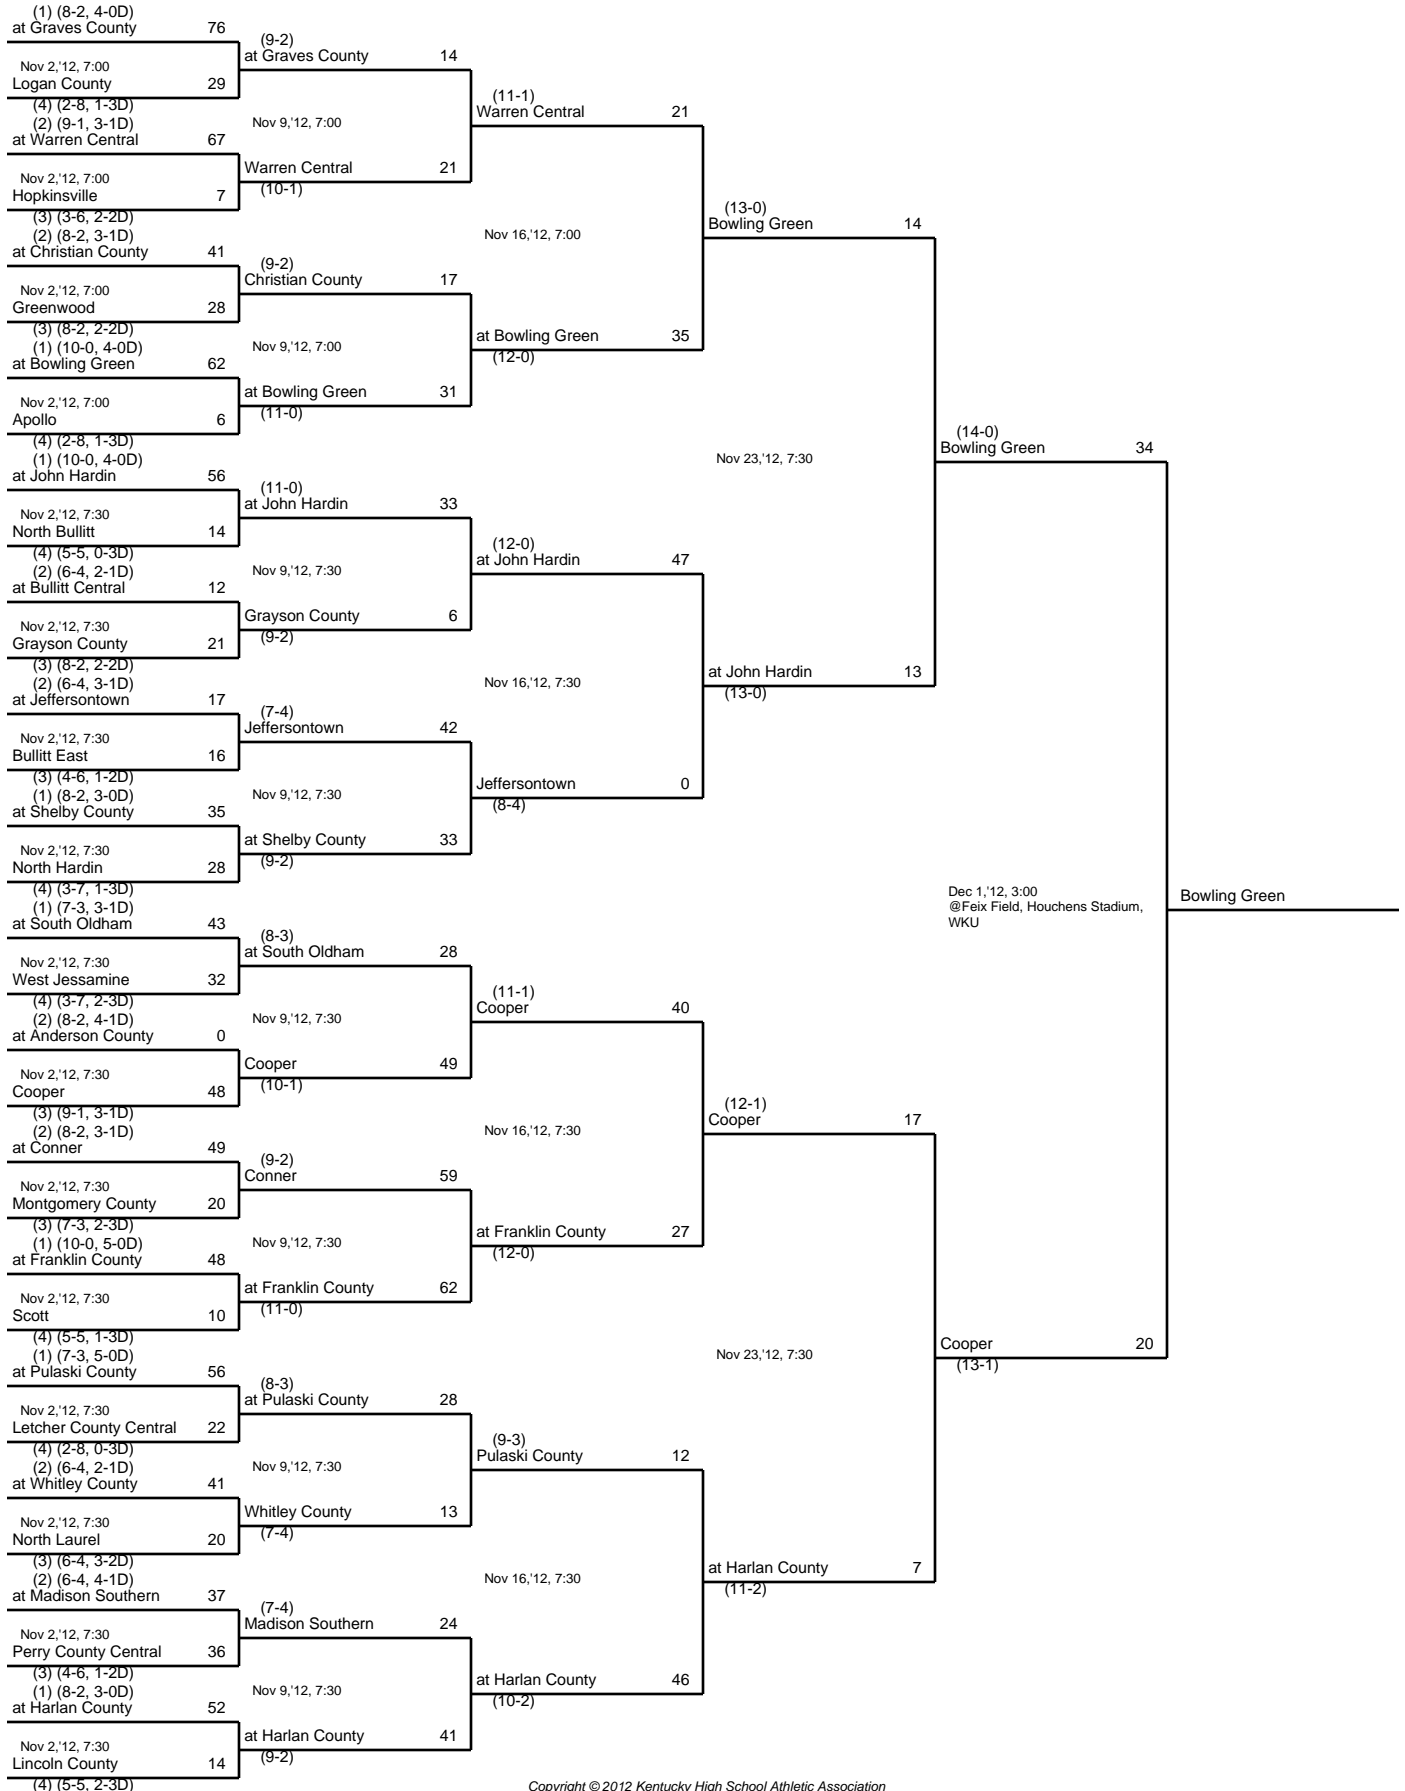 (1) (8-2, 4-0D)
at Graves County 76
Nov 2,'12, 7:00
Logan County 29
(4) (2-8, 1-3D)
(2) (9-1, 3-1D)
at Warren Central 67
Nov 2,'12, 7:00
Hopkinsville 7
(3) (3-6, 2-2D)
(2) (8-2, 3-1D)
at Christian County 41
Nov 2,'12, 7:00
Greenwood 28
(3) (8-2, 2-2D)
(1) (10-0, 4-0D)
at Bowling Green 62
Nov 2,'12, 7:00
Apollo 6
(4) (2-8, 1-3D)
(1) (10-0, 4-0D)
at John Hardin 56
Nov 2,'12, 7:30
North Bullitt 14
(4) (5-5, 0-3D)
(2) (6-4, 2-1D)
at Bullitt Central 12
Nov 2,'12, 7:30
Grayson County 21
(3) (8-2, 2-2D)
(2) (6-4, 3-1D)
at Jeffersontown 17
Nov 2,'12, 7:30
Bullitt East 16
(3) (4-6, 1-2D)
(1) (8-2, 3-0D)
at Shelby County 35
Nov 2,'12, 7:30
North Hardin 28
(4) (3-7, 1-3D)
(1) (7-3, 3-1D)
at South Oldham 43
Nov 2,'12, 7:30
West Jessamine 32
(4) (3-7, 2-3D)
(2) (8-2, 4-1D)
at Anderson County 0
Nov 2,'12, 7:30
Cooper 48
(3) (9-1, 3-1D)
(2) (8-2, 3-1D)
at Conner 49
Nov 2,'12, 7:30
Montgomery County 20
(3) (7-3, 2-3D)
(1) (10-0, 5-0D)
at Franklin County 48
Nov 2,'12, 7:30
Scott 10
(4) (5-5, 1-3D)
(1) (7-3, 5-0D)
at Pulaski County 56
Nov 2,'12, 7:30
Letcher County Central 22
(4) (2-8, 0-3D)
(2) (6-4, 2-1D)
at Whitley County 41
Nov 2,'12, 7:30
North Laurel 20
(3) (6-4, 3-2D)
(2) (6-4, 4-1D)
at Madison Southern 37
Nov 2,'12, 7:30
Perry County Central 36
(3) (4-6, 1-2D)
(1) (8-2, 3-0D)
at Harlan County 52
Nov 2,'12, 7:30
Lincoln County 14
(4) (5-5, 2-3D)
(9-2)
at Graves County 14
Nov 9,'12, 7:00
Warren Central 21
(10-1)
(9-2)
Christian County 17
Nov 9,'12, 7:00
at Bowling Green 31
(11-0)
(11-0)
at John Hardin 33
Nov 9,'12, 7:30
Grayson County 6
(9-2)
(7-4)
Jeffersontown 42
Nov 9,'12, 7:30
at Shelby County 33
(9-2)
(8-3)
at South Oldham 28
Nov 9,'12, 7:30
Cooper 49
(10-1)
(9-2)
Conner 59
Nov 9,'12, 7:30
at Franklin County 62
(11-0)
(8-3)
at Pulaski County 28
Nov 9,'12, 7:30
Whitley County 13
(7-4)
(7-4)
Madison Southern 24
Nov 9,'12, 7:30
at Harlan County 41
(9-2)
(11-1)
Warren Central 21
Nov 16,'12, 7:00
at Bowling Green 35
(12-0)
(12-0)
at John Hardin 47
Nov 16,'12, 7:30
Jeffersontown 0
(8-4)
(11-1)
Cooper 40
Nov 16,'12, 7:30
at Franklin County 27
(12-0)
(9-3)
Pulaski County 12
Nov 16,'12, 7:30
at Harlan County 46
(10-2)
(13-0)
Bowling Green 14
Nov 23,'12, 7:30
at John Hardin 13
(13-0)
(12-1)
Cooper 17
Nov 23,'12, 7:30
at Harlan County 7
(11-2)
(14-0)
Bowling Green 34
Dec 1,'12, 3:00
@Feix Field, Houchens Stadium,
WKU
Cooper 20
(13-1)
Bowling Green
Copyright © 2012 Kentucky High School Athletic Association